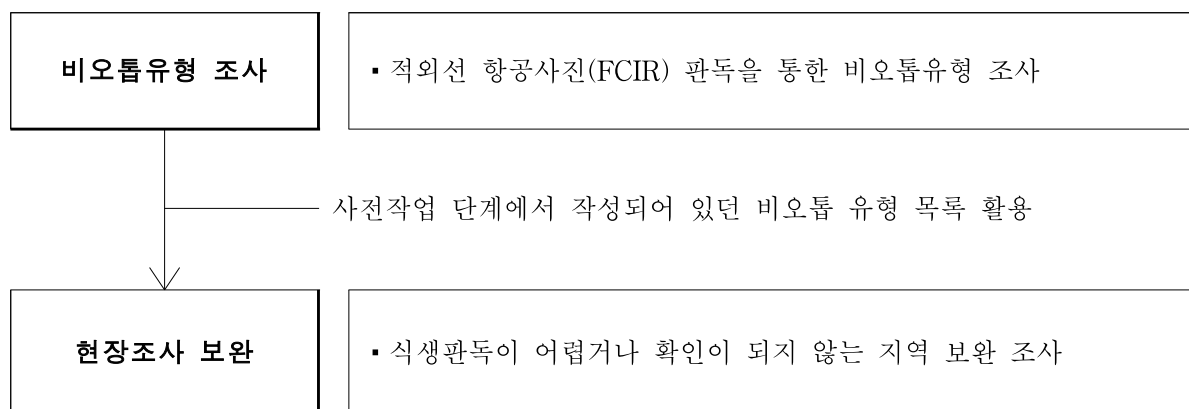 비오톱유형 조사
▪ 적외선 항공사진(FCIR) 판독을 통한 비오톱유형 조사
사전작업 단계에서 작성되어 있던 비오톱 유형 목록 활용
현장조사 보완
▪ 식생판독이 어렵거나 확인이 되지 않는 지역 보완 조사